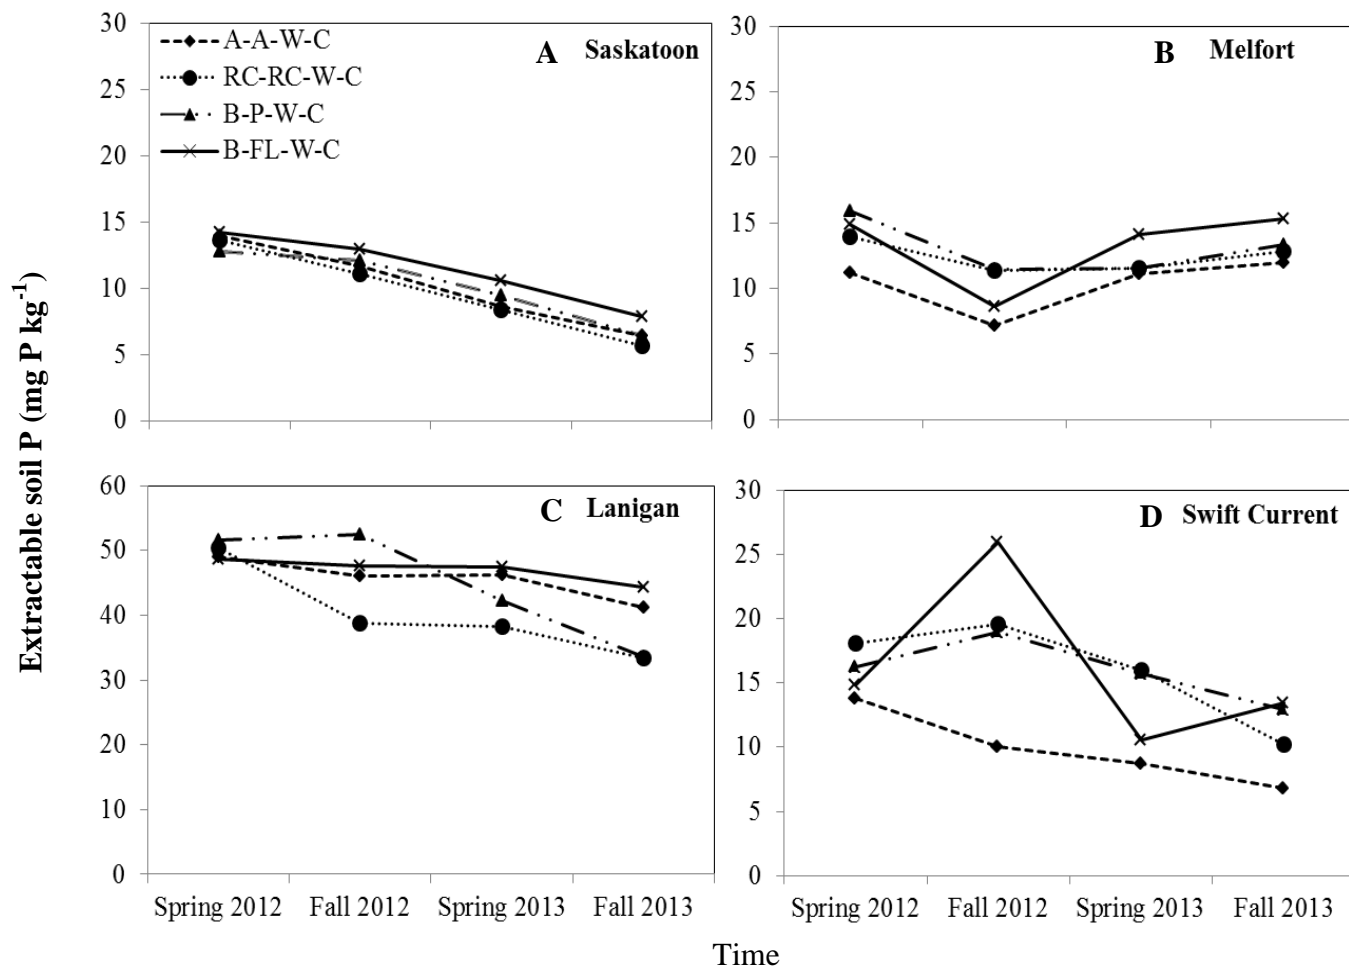 Extractable soil P (mg P kg-1)
30
25
20
15
10
5
0
A-A-W-C
RC-RC-W-C
B-P-W-C
B-FL-W-C
A Saskatoon
30
25
20
15
10
5
0
B Melfort
60
50
40
30
20
10
0
C Lanigan
Spring 2012 Fall 2012 Spring 2013 Fall 2013
30
25
20
15
10
5
0
D Swift Current
Spring 2012 Fall 2012 Spring 2013 Fall 2013
Time